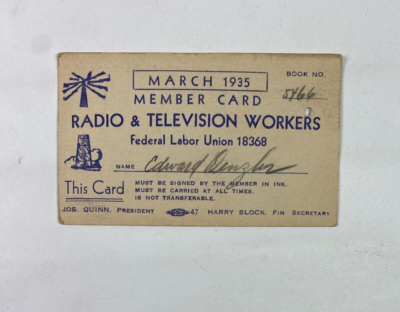 MARCH 1935
BOOK NO.
5466
MEMBER CARD
RADIO & TELEVISION WORKERS
Federal Labor Union 18368
NAME Edward Denzler
This Card
MUST BE SIGNED BY THE MEMBER IN INK.
MUST BE CARRIED AT ALL TIMES.
IS NOT TRANSFERABLE.
JOS. QUINN, PRESIDENT 47 HARRY BLOCK, FIN SECRETARY